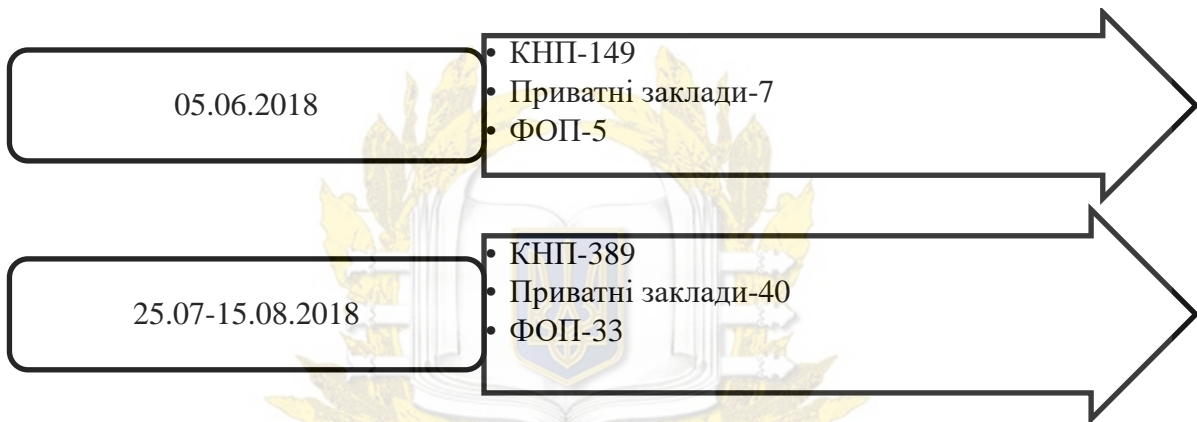 05.06.2018
• КНП-149
• Приватні заклади-7
• ФОП-5
25.07-15.08.2018
• КНП-389
• Приватні заклади-40
• ФОП-33